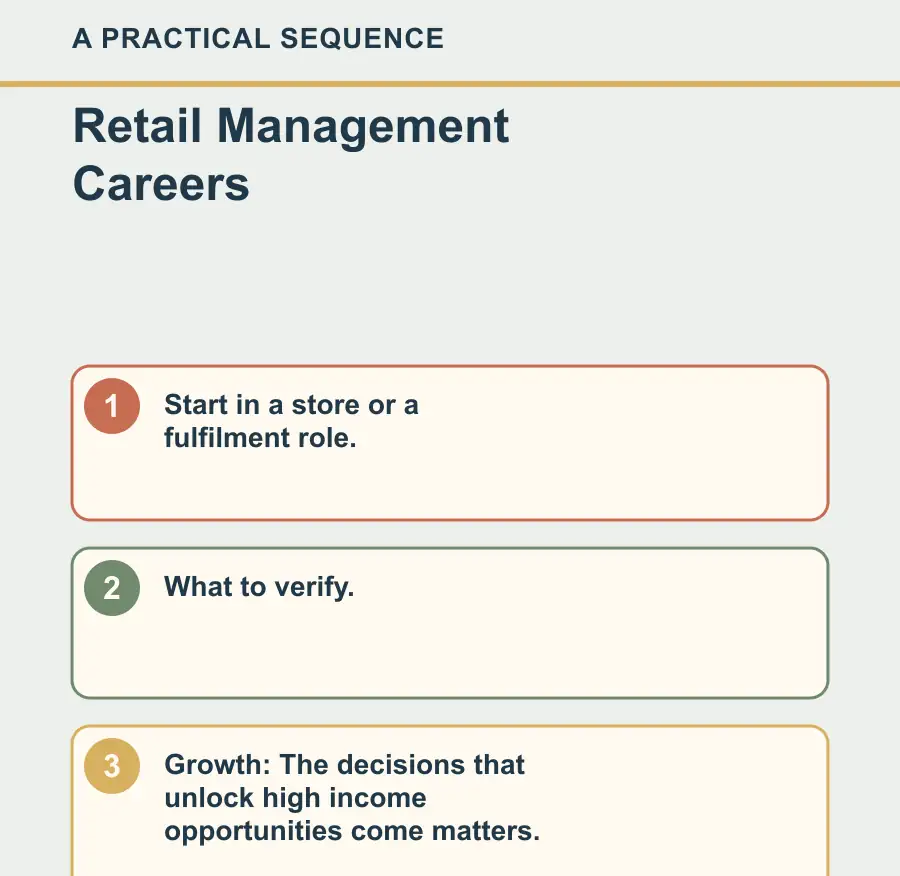 A PRACTICAL SEQUENCE
Retail Management
Careers
1
Start in a store or a
fulfilment role.
2
What to verify.
3
Growth: The decisions that
unlock high income
opportunities come matters.